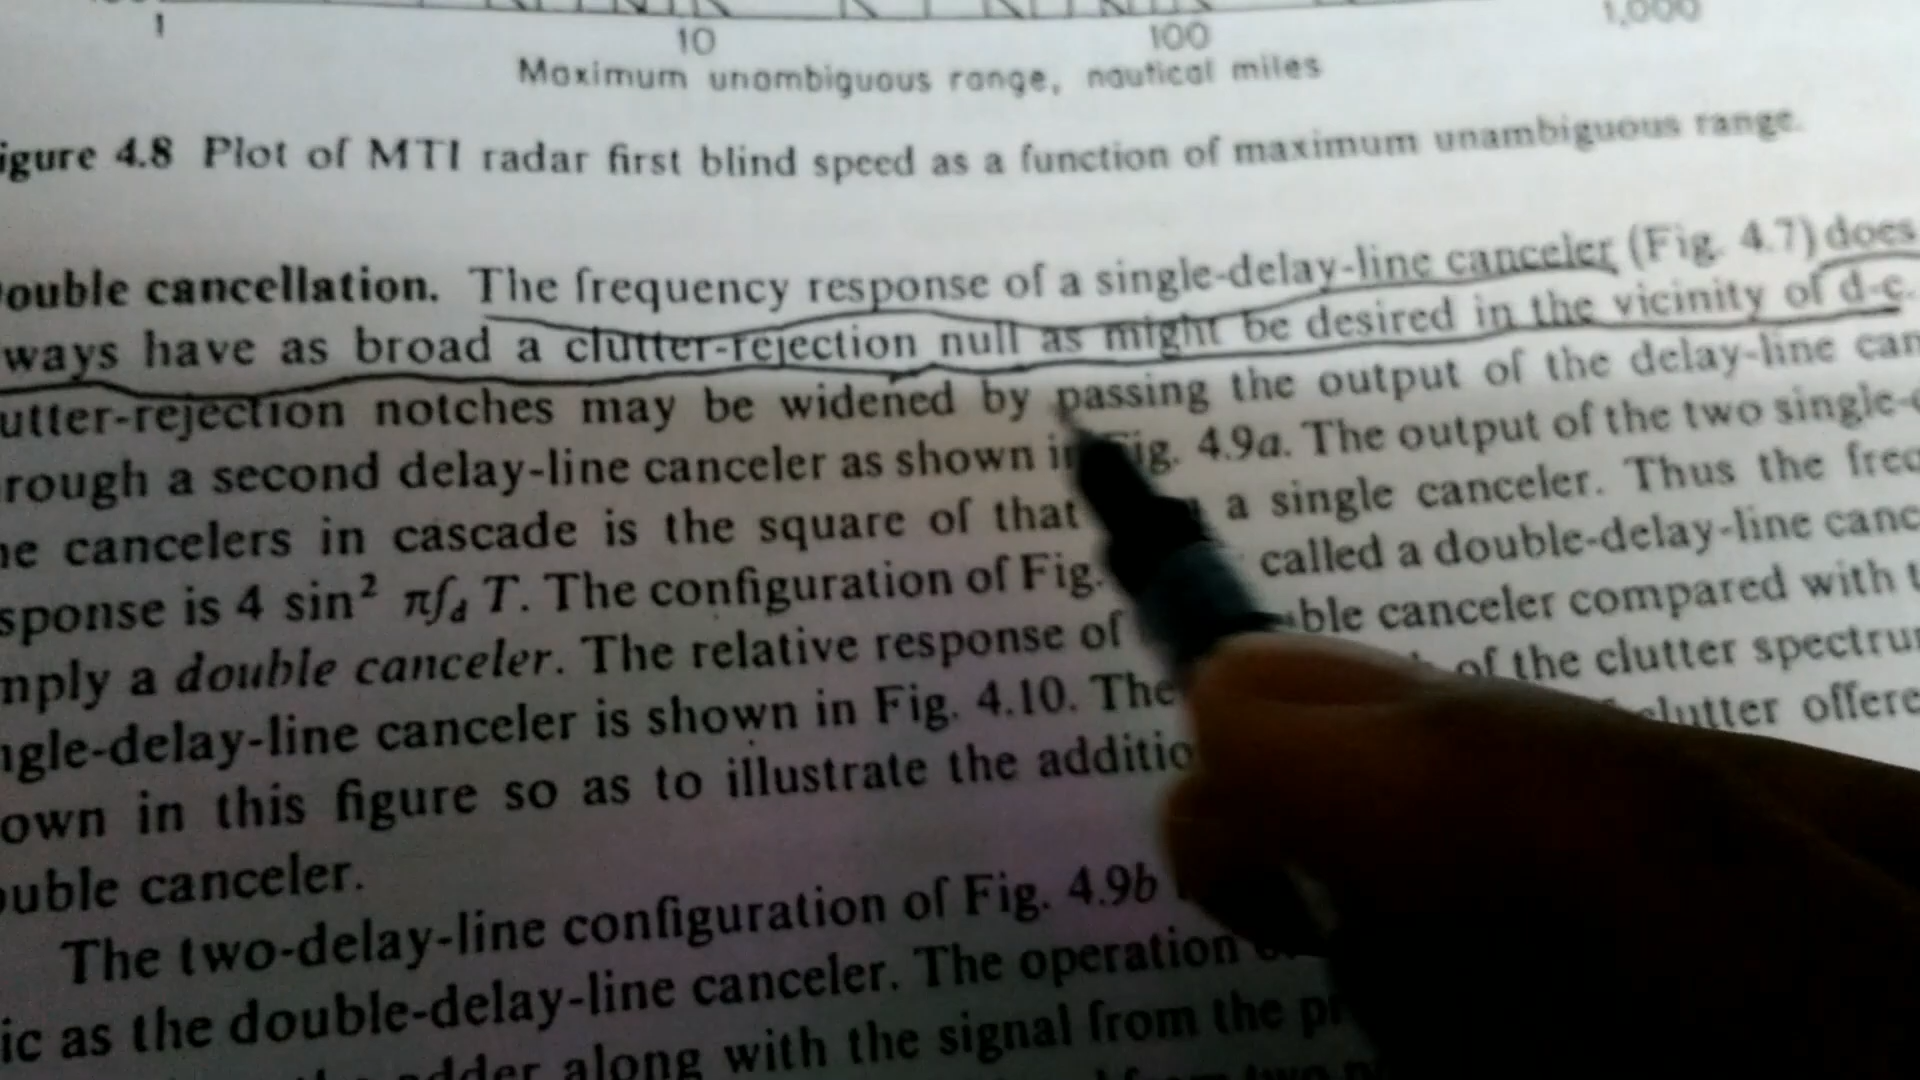 1 10 100 1,000
Maximum unambiguous range, nautical miles
igure 4.8 Plot of MTI radar first blind speed as a function of maximum unambiguous range.
ouble cancellation. The frequency response of a single-delay-line canceler (Fig. 4.7) does
ways have as broad a clutter-rejection null as might be desired in the vicinity of d-c.
utter-rejection notches may be widened by passing the output of the delay-line can
rough a second delay-line canceler as shown in Fig. 4.9a. The output of the two single-
ne cancelers in cascade is the square of that a single canceler. Thus the freq
sponse is 4 sin² πf_d T. The configuration of Fig. called a double-delay-line canc
mply a double canceler. The relative response of ble canceler compared with t
ngle-delay-line canceler is shown in Fig. 4.10. The of the clutter spectru
own in this figure so as to illustrate the additio clutter offere
ouble canceler.
The two-delay-line configuration of Fig. 4.9b
ic as the double-delay-line canceler. The operation
adder along with the signal from the pr